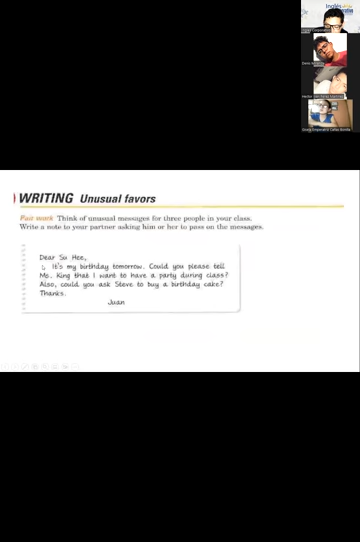 Inglés
WRITING Unusual favors
Pair work Think of unusual messages for three people in your class.
Write a note to your partner asking him or her to pass on the messages.
Dear Su Hee,
It's my birthday tomorrow. Could you please tell
Ms. King that I want to have a party during class?
Also, could you ask Steve to buy a birthday cake?
Thanks.
Juan